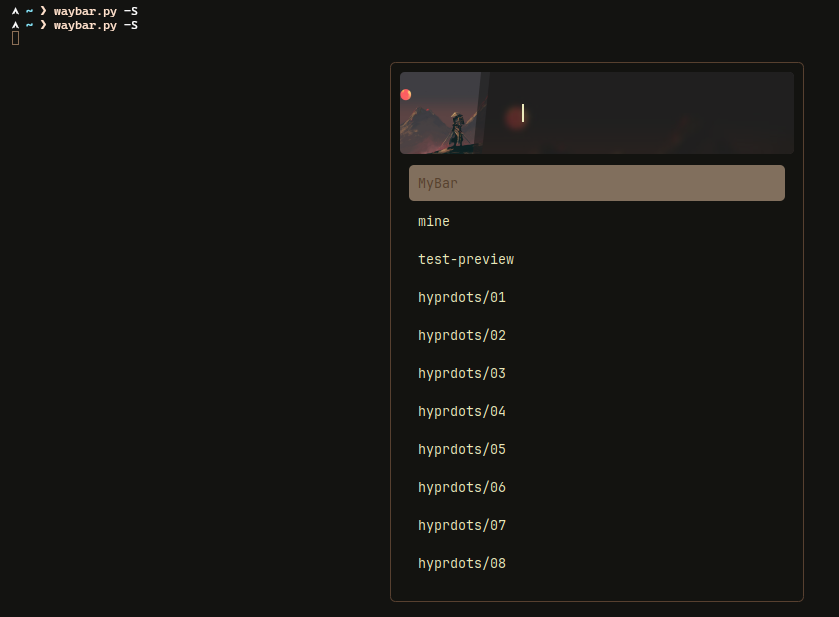 ~ ❯ waybar.py -S
~ ❯ waybar.py -S
MyBar
mine
test-preview
hyprdots/01
hyprdots/02
hyprdots/03
hyprdots/04
hyprdots/05
hyprdots/06
hyprdots/07
hyprdots/08